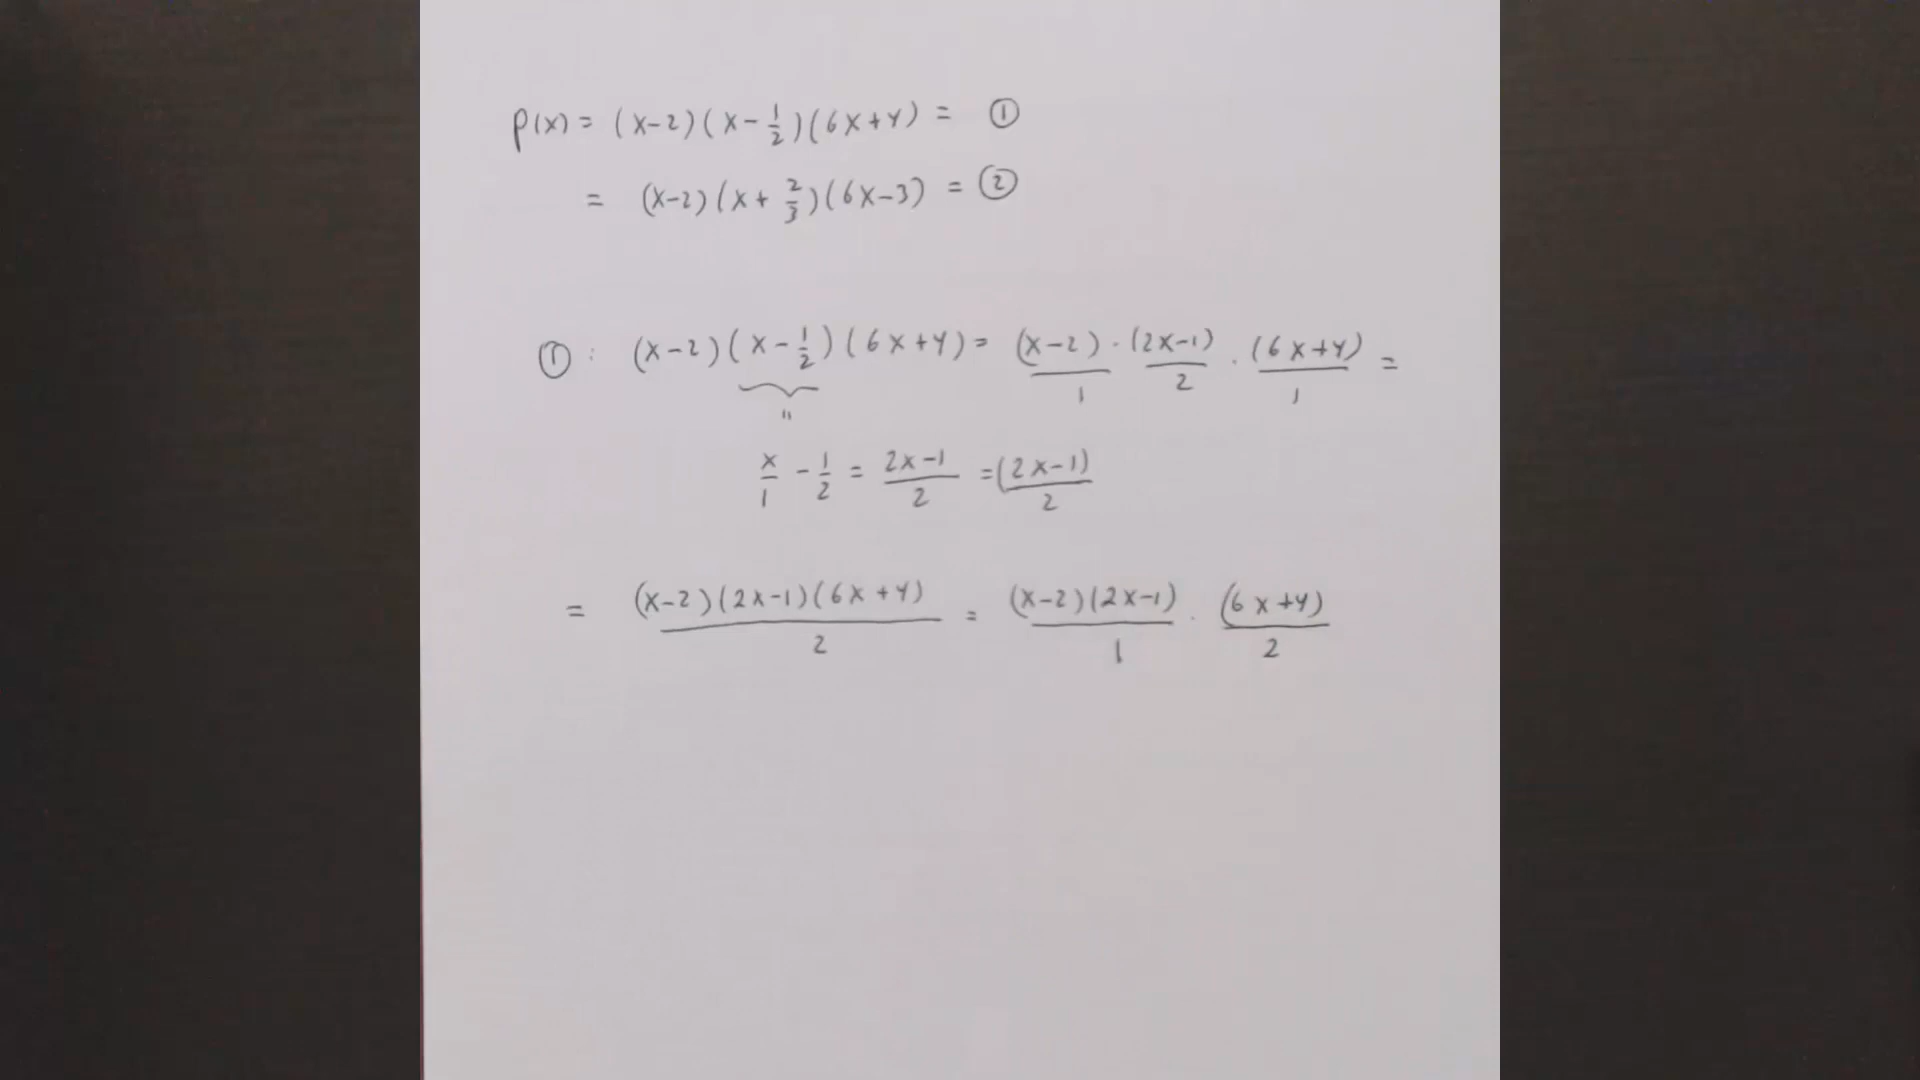 P(x) = (x-2)(x-1/2)(6x+4) = ①
= (x-2)(x+2/3)(6x-3) = ②
① : (x-2)(x-1/2)(6x+4) = (x-2)/1 · (2x-1)/2 · (6x+4)/1 =
x/1 - 1/2 = 2x-1/2 = (2x-1)/2
= (x-2)(2x-1)(6x+4)/2 = (x-2)(2x-1)/1 · (6x+4)/2